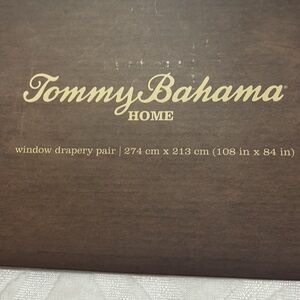 Tommy Bahama
HOME
window drapery pair | 274 cm x 213 cm (108 in x 84 in)